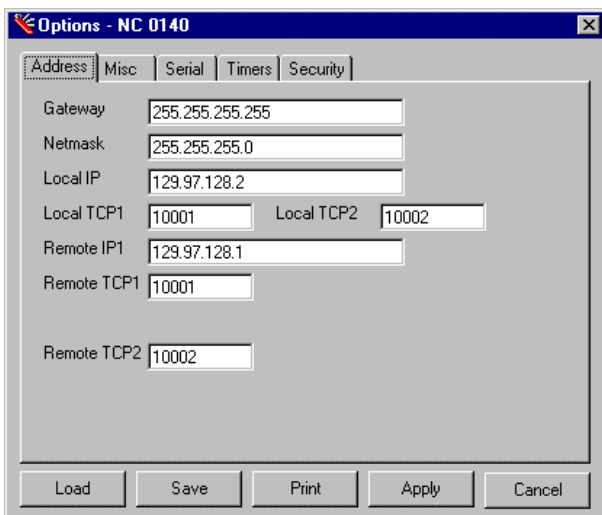 Options - NC 0140
Address Misc Serial Timers Security
Gateway 255.255.255.255
Netmask 255.255.255.0
Local IP 129.97.128.2
Local TCP1 10001 Local TCP2 10002
Remote IP1 129.97.128.1
Remote TCP1 10001
Remote TCP2 10002
Load Save Print Apply Cancel